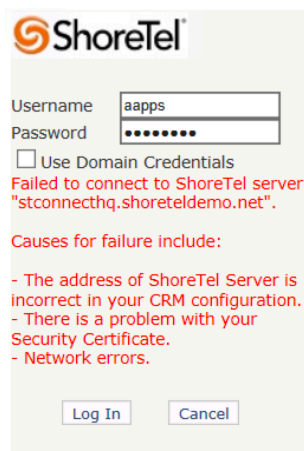 ShoreTel
Username aapps
Password ••••••••
Use Domain Credentials
Failed to connect to ShoreTel server
"stconnecthq.shoreteldemo.net".
Causes for failure include:
- The address of ShoreTel Server is
incorrect in your CRM configuration.
- There is a problem with your
Security Certificate.
- Network errors.
Log In Cancel